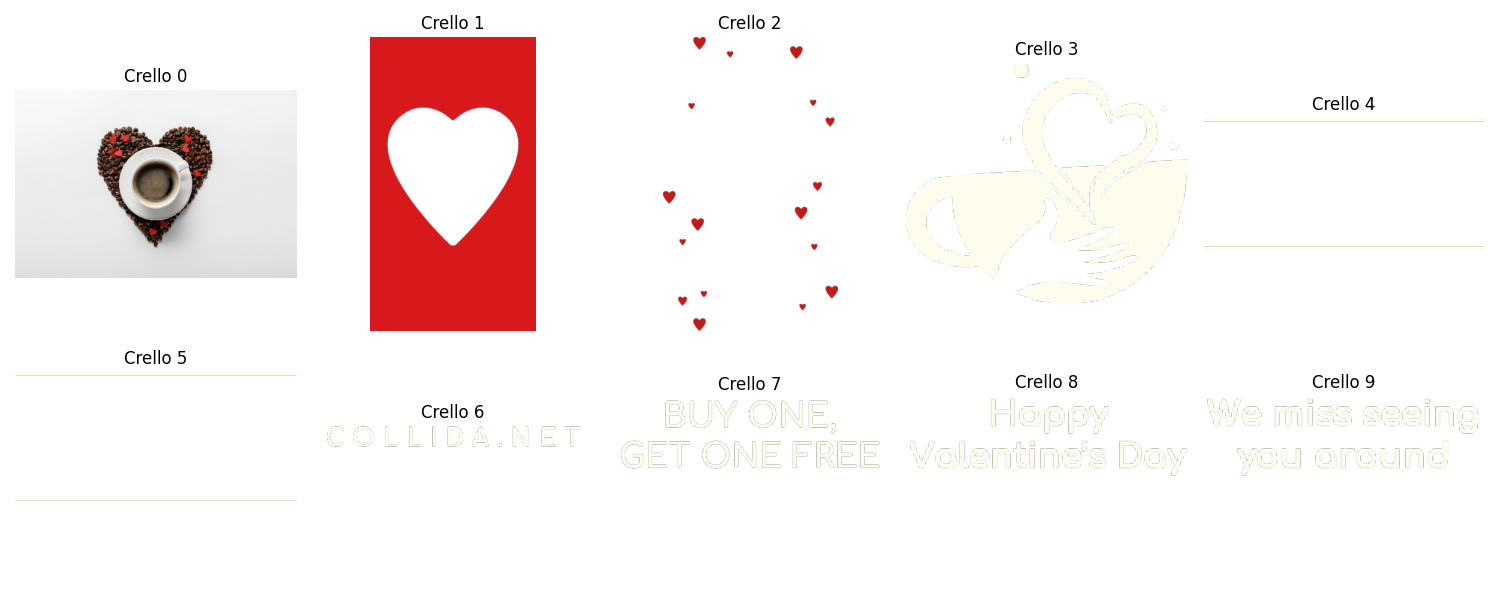 Crello 0
Crello 1
Crello 2
Crello 3
Crello 4
Crello 5
Crello 6
COLLIDA.NET
Crello 7
BUY ONE,
GET ONE FREE
Crello 8
Happy
Valentine's Day
Crello 9
We miss seeing
you around